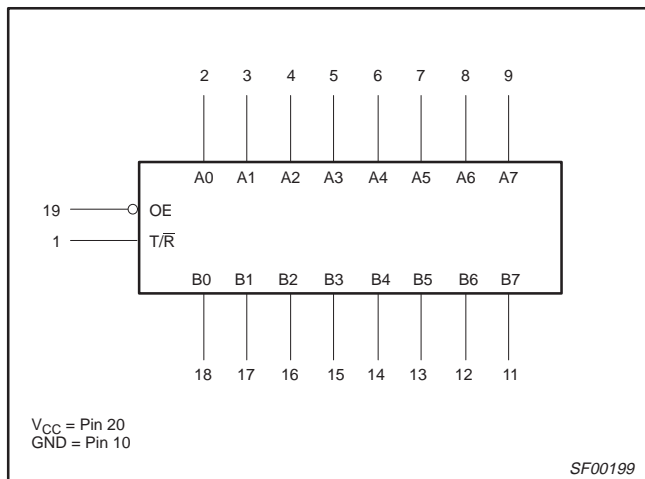 2 3 4 5 6 7 8 9
A0 A1 A2 A3 A4 A5 A6 A7
19 OE
1 T/R̅
B0 B1 B2 B3 B4 B5 B6 B7
18 17 16 15 14 13 12 11
VCC = Pin 20
GND = Pin 10
SF00199